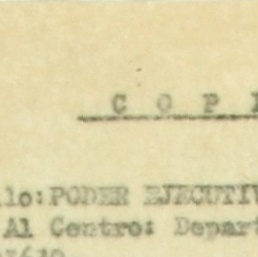 C O P
lo: PODER EJECUTIV
Al Centro: Depart